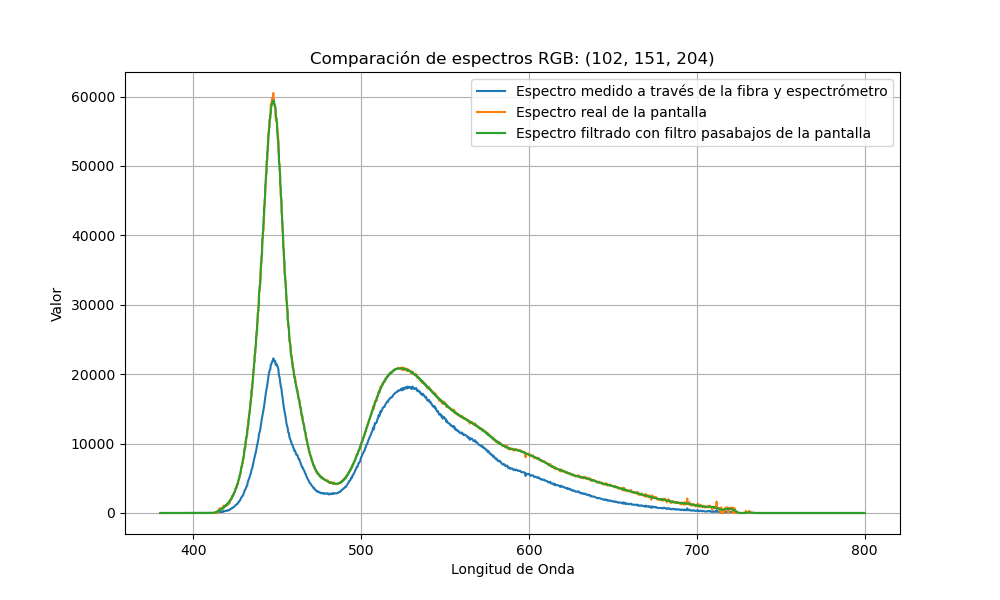 Comparación de espectros RGB: (102, 151, 204)
Espectro medido a través de la fibra y espectrómetro
Espectro real de la pantalla
Espectro filtrado con filtro pasabajos de la pantalla
60000
50000
40000
30000
20000
10000
0
Valor
400
500
600
700
800
Longitud de Onda